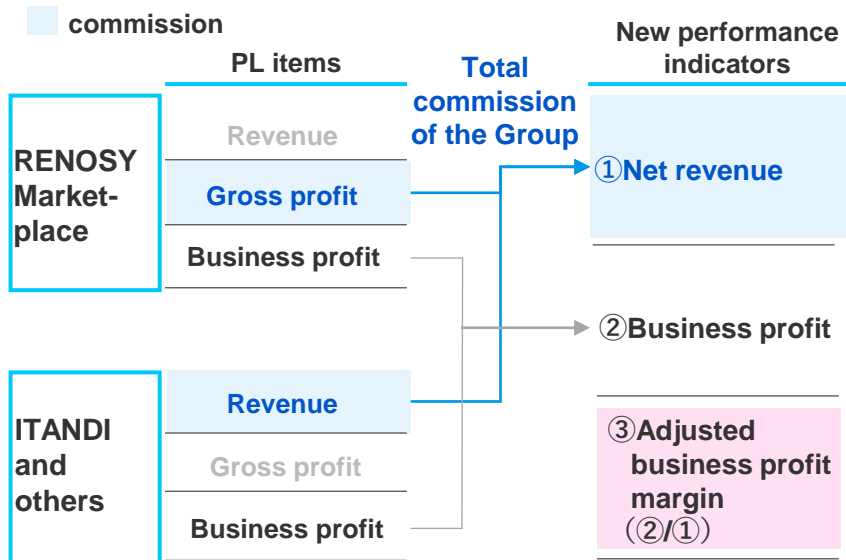 commission
PL items
Total
commission
of the Group
New performance
indicators
RENOSY
Market-
place
Revenue
Gross profit
Business profit
①Net revenue
②Business profit
ITANDI
and
others
Revenue
Gross profit
Business profit
③Adjusted
business profit
margin
（②/①）